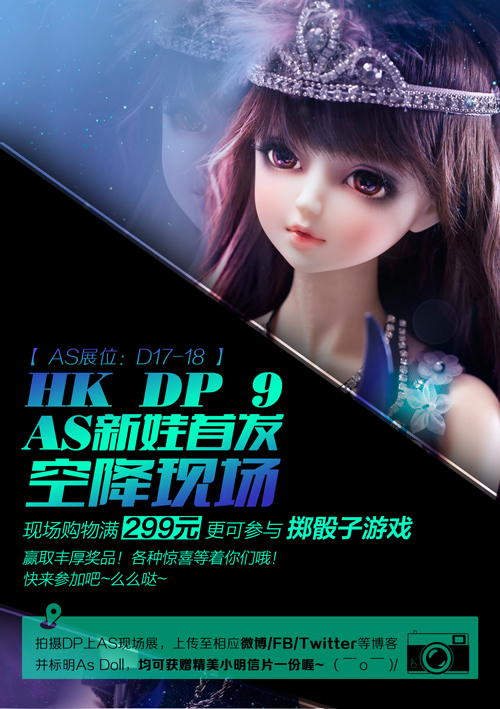 【 AS展位：D17-18 】
HK DP 9
AS新娃首发
空降现场
现场购物满 299元 更可参与 掷骰子游戏
赢取丰厚奖品！各种惊喜等着你们哦！
快来参加吧~么么哒~
拍摄DP上AS现场展，上传至相应微博/FB/Twitter等博客
并标明As Doll，均可获赠精美小明信片一份喔~（￣o￣)/